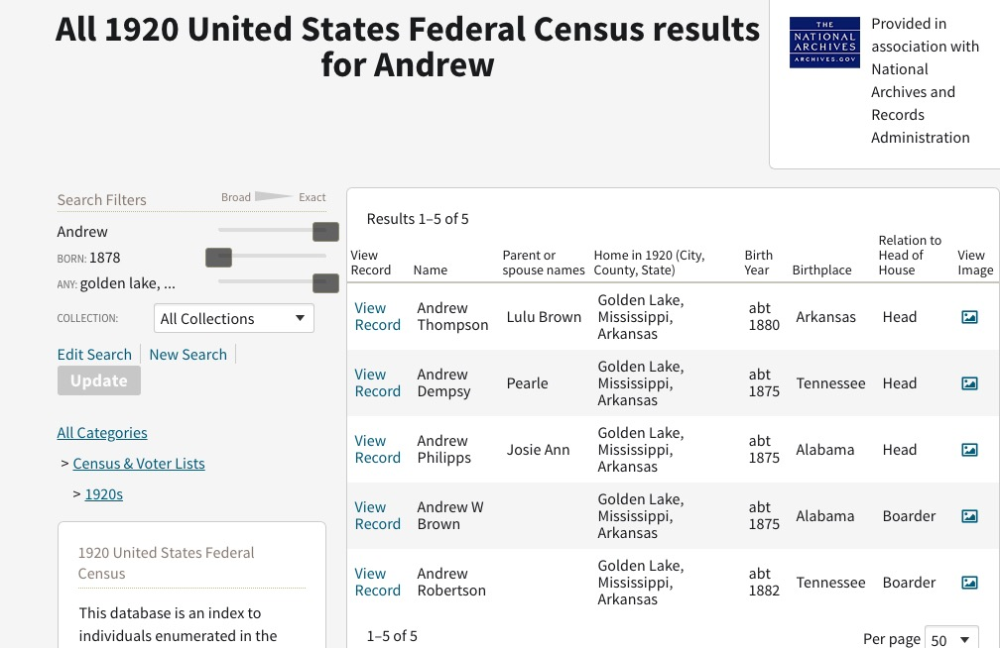 All 1920 United States Federal Census results
for Andrew
THE
NATIONAL
ARCHIVES
ARCHIVES.GOV
Provided in
association with
National
Archives and
Records
Administration
Search Filters
Broad Exact
Andrew
BORN: 1878
ANY: golden lake, ...
COLLECTION: All Collections
Edit Search New Search
Update
All Categories
> Census & Voter Lists
> 1920s
1920 United States Federal
Census
This database is an index to
individuals enumerated in the
Results 1–5 of 5
View Record Name Parent or spouse names Home in 1920 (City, County, State) Birth Year Birthplace Relation to Head of House View Image
View Record Andrew Thompson Lulu Brown Golden Lake, Mississippi, Arkansas abt 1880 Arkansas Head
View Record Andrew Dempsy Pearle Golden Lake, Mississippi, Arkansas abt 1875 Tennessee Head
View Record Andrew Philipps Josie Ann Golden Lake, Mississippi, Arkansas abt 1875 Alabama Head
View Record Andrew W Brown Golden Lake, Mississippi, Arkansas abt 1875 Alabama Boarder
View Record Andrew Robertson Golden Lake, Mississippi, Arkansas abt 1882 Tennessee Boarder
1–5 of 5
Per page 50